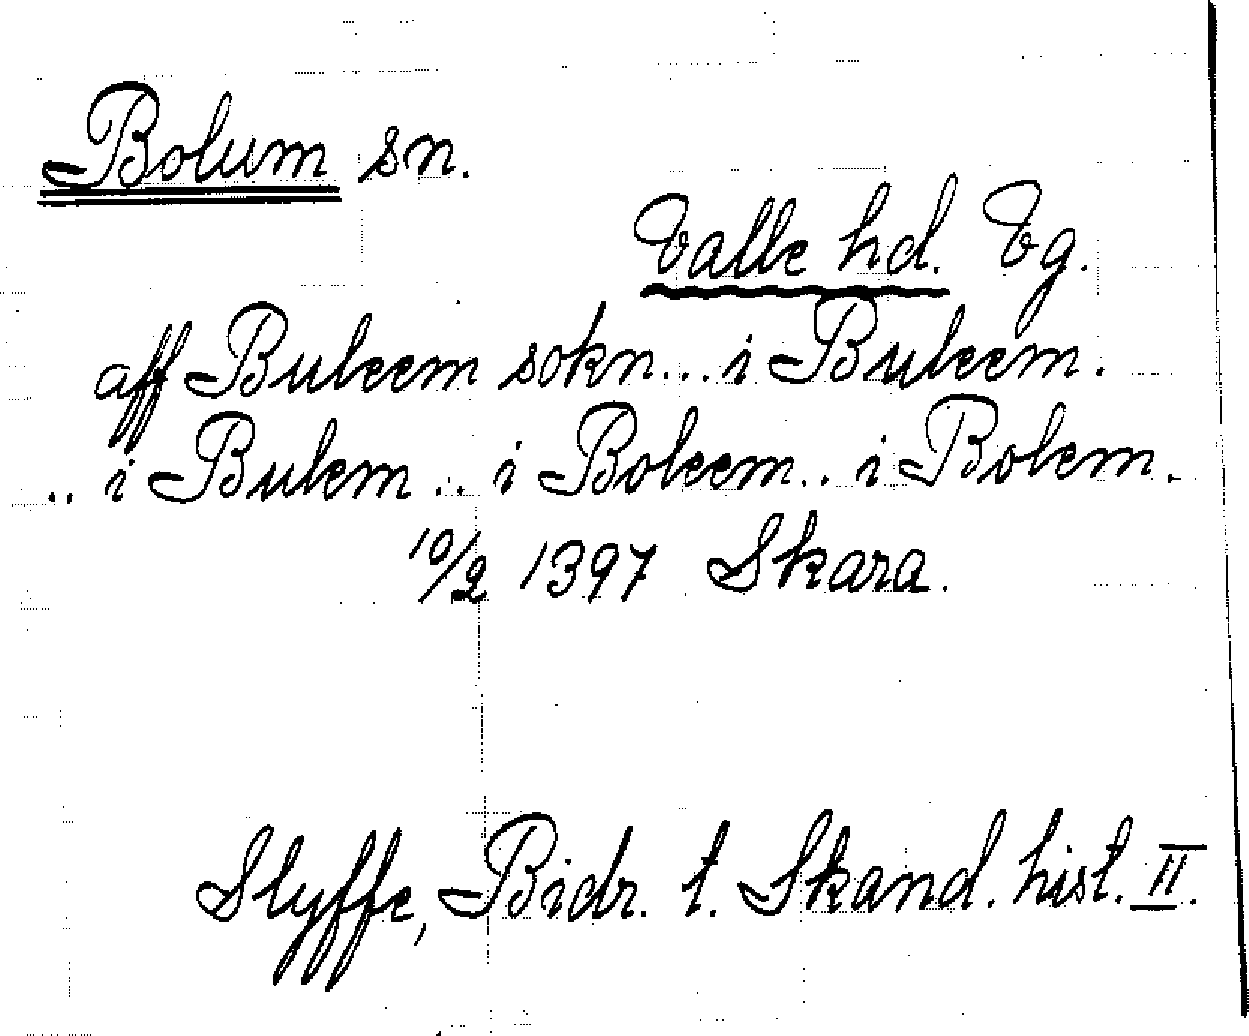 Bolum sn.
Valle hd. Vg.
aff Buleem sokn... i Buleem.
.. i Bulem .. i Boleem .. i Bolem.
10/2 1397 Skara.
Styffe, Bidr. t. Skand. hist. II.